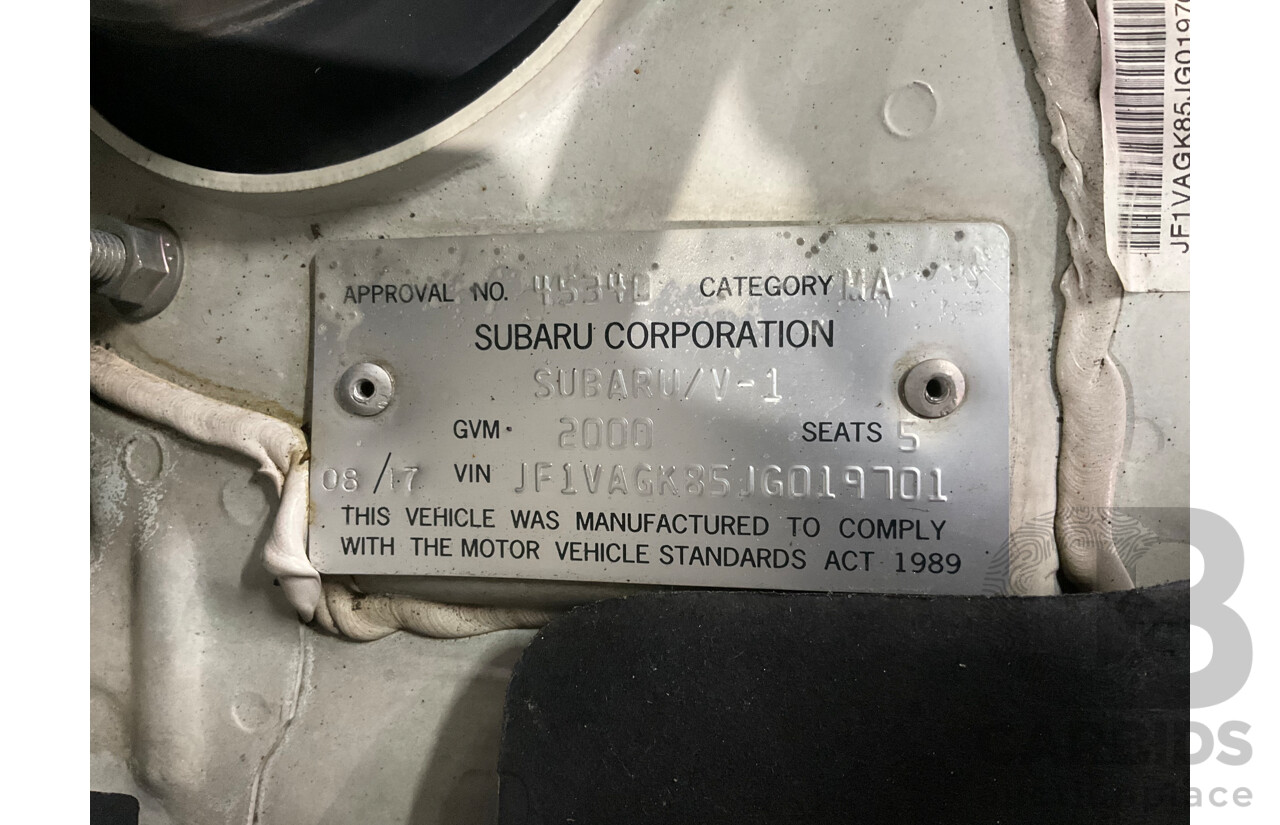 APPROVAL NO. 45340 CATEGORY MA
SUBARU CORPORATION
SUBARU/V-1
GVM 2000 SEATS 5
08/17 VIN JF1VAGK85JG019701
THIS VEHICLE WAS MANUFACTURED TO COMPLY
WITH THE MOTOR VEHICLE STANDARDS ACT 1989
JF1VAGK85JG0197